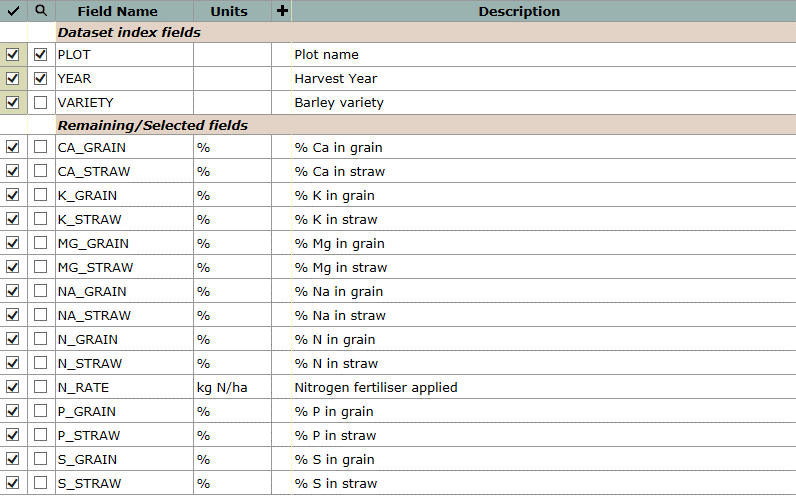 Field Name Units + Description
Dataset index fields
PLOT Plot name
YEAR Harvest Year
VARIETY Barley variety
Remaining/Selected fields
CA_GRAIN % % Ca in grain
CA_STRAW % % Ca in straw
K_GRAIN % % K in grain
K_STRAW % % K in straw
MG_GRAIN % % Mg in grain
MG_STRAW % % Mg in straw
NA_GRAIN % % Na in grain
NA_STRAW % % Na in straw
N_GRAIN % % N in grain
N_STRAW % % N in straw
N_RATE kg N/ha Nitrogen fertiliser applied
P_GRAIN % % P in grain
P_STRAW % % P in straw
S_GRAIN % % S in grain
S_STRAW % % S in straw